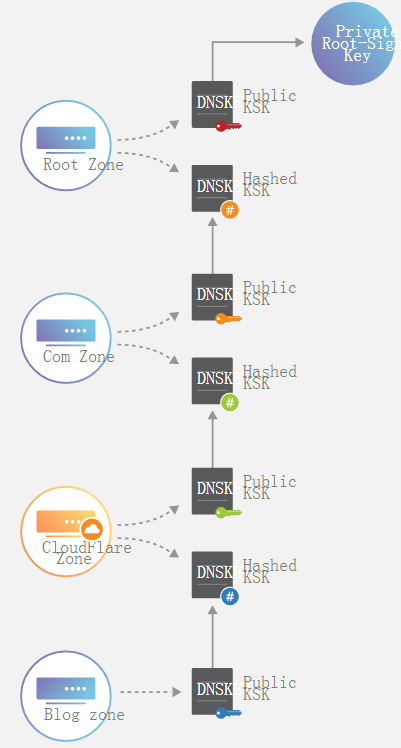 Private
Root-Sig
Key
DNSK
Public
KSK
Root Zone
DNSK
Hashed
KSK
#
DNSK
Public
KSK
Com Zone
DNSK
Hashed
KSK
#
DNSK
Public
KSK
CloudFlare
Zone
DNSK
Hashed
KSK
#
DNSK
Public
KSK
Blog zone